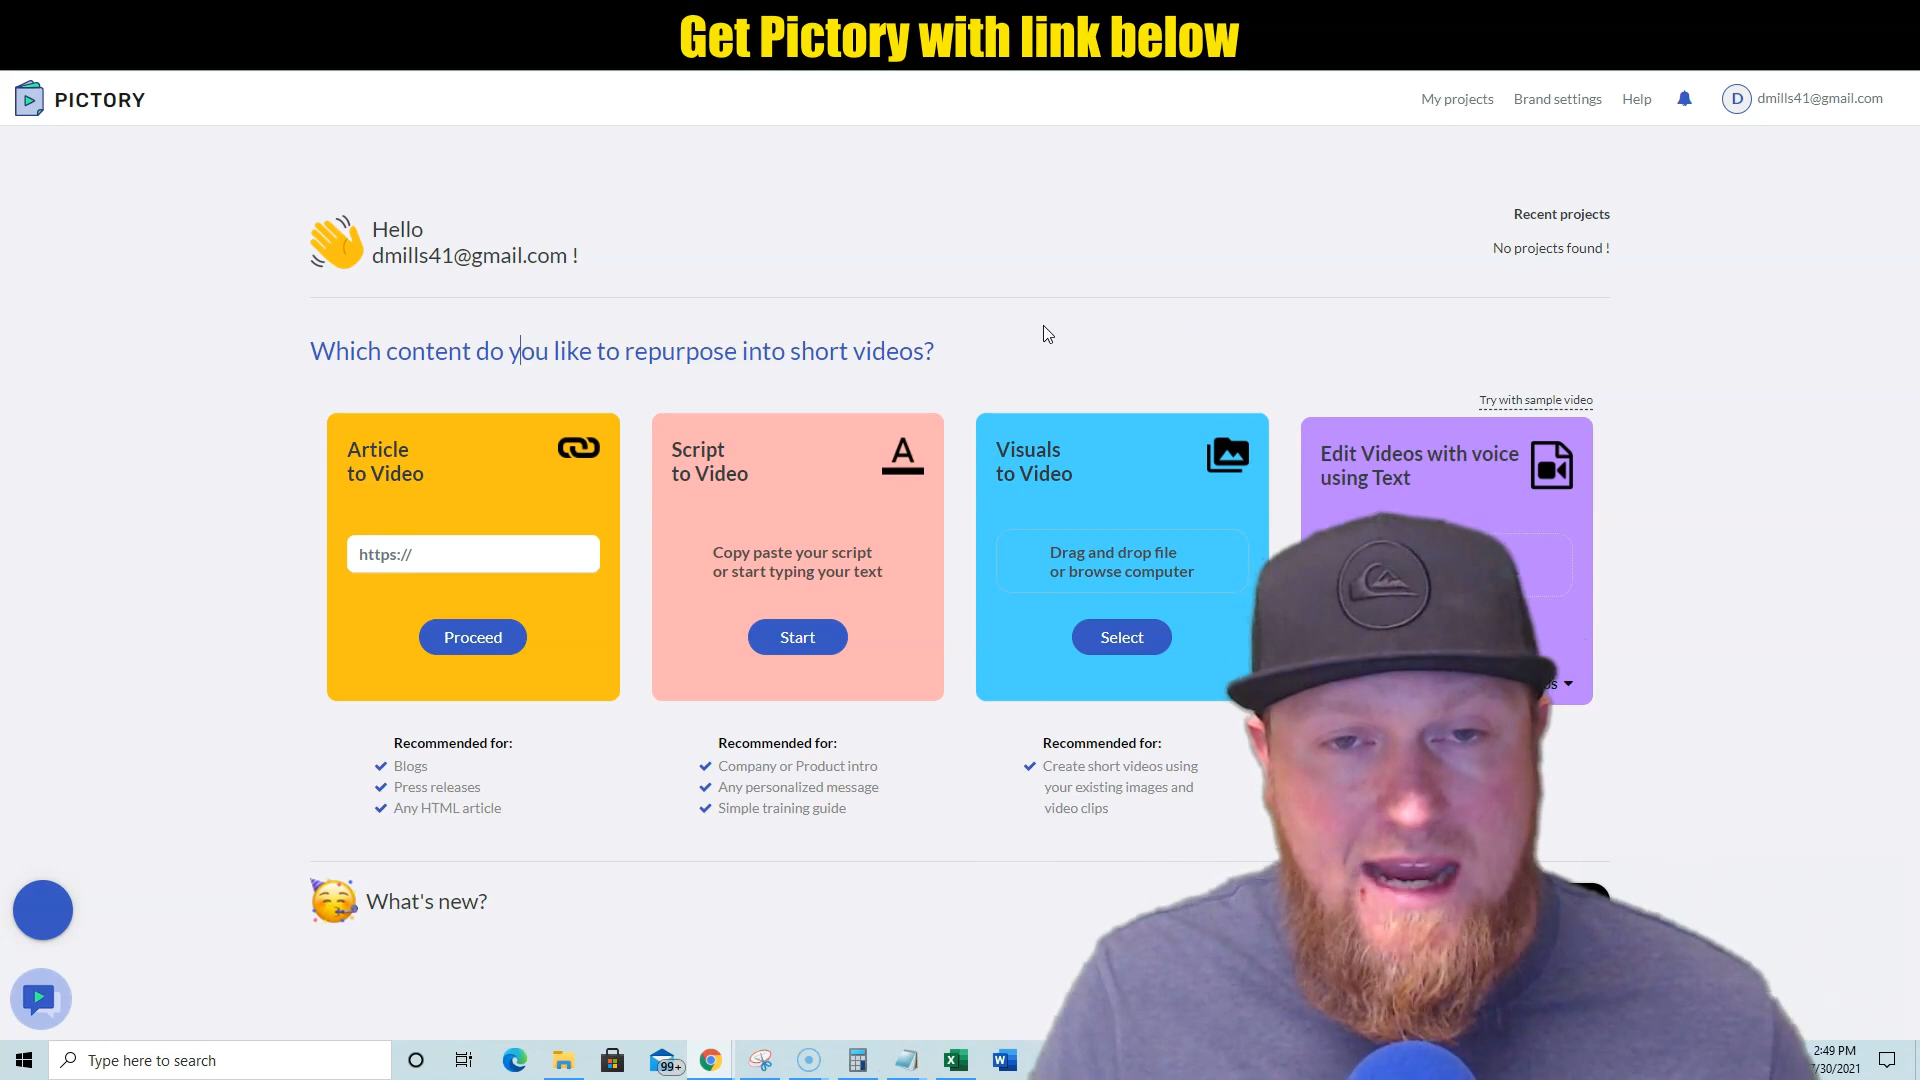 Get Pictory with link below
PICTORY
My projects
Brand settings
Help
D
dmills41@gmail.com
Hello
dmills41@gmail.com !
Recent projects
No projects found !
Which content do you like to repurpose into short videos?
Try with sample video
Article
to Video
https://
Proceed
Script
to Video
A
Copy paste your script
or start typing your text
Start
Visuals
to Video
Drag and drop file
or browse computer
Select
Edit Videos with voice
using Text
Recommended for:
Blogs
Press releases
Any HTML article
Recommended for:
Company or Product intro
Any personalized message
Simple training guide
Recommended for:
Create short videos using
your existing images and
video clips
What's new?
Type here to search
99+
2:49 PM
/30/2021